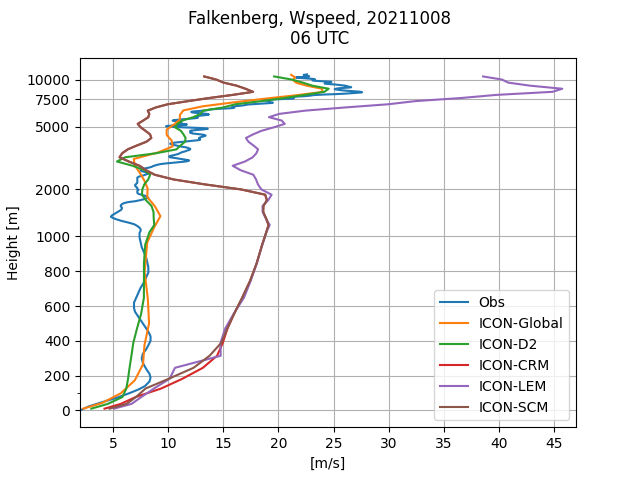 Falkenberg, Wspeed, 20211008
06 UTC
10000
7500
5000
2000
1000
800
600
400
200
0
Height [m]
5 10 15 20 25 30 35 40 45
[m/s]
Obs
ICON-Global
ICON-D2
ICON-CRM
ICON-LEM
ICON-SCM